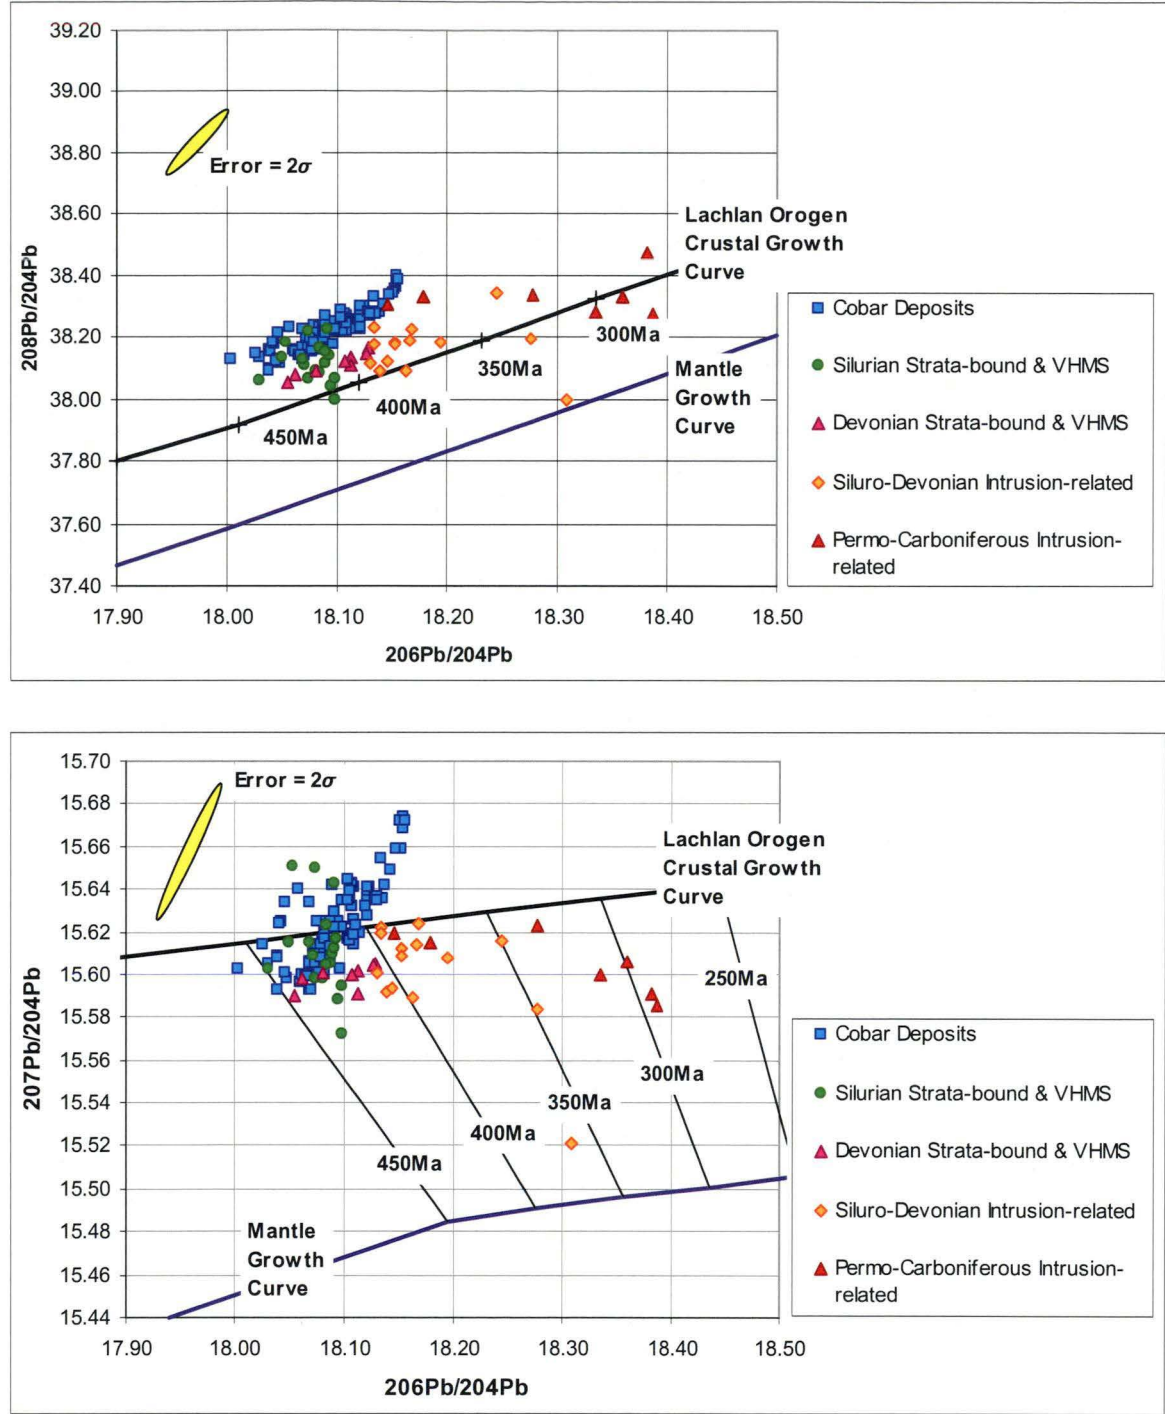 39.20
39.00
38.80
38.60
38.40
38.20
38.00
37.80
37.60
37.40
208Pb/204Pb
Error = 2σ
Lachlan Orogen
Crustal Growth
Curve
300Ma
350Ma
400Ma
450Ma
Mantle
Growth
Curve
17.90 18.00 18.10 18.20 18.30 18.40 18.50
206Pb/204Pb
Cobar Deposits
Silurian Strata-bound & VHMS
Devonian Strata-bound & VHMS
Siluro-Devonian Intrusion-related
Permo-Carboniferous Intrusion-
related
15.70
15.68
15.66
15.64
15.62
15.60
15.58
15.56
15.54
15.52
15.50
15.48
15.46
15.44
207Pb/204Pb
Error = 2σ
Lachlan Orogen
Crustal Growth
Curve
250Ma
300Ma
350Ma
400Ma
450Ma
Mantle
Growth
Curve
17.90 18.00 18.10 18.20 18.30 18.40 18.50
206Pb/204Pb
Cobar Deposits
Silurian Strata-bound & VHMS
Devonian Strata-bound & VHMS
Siluro-Devonian Intrusion-related
Permo-Carboniferous Intrusion-
related